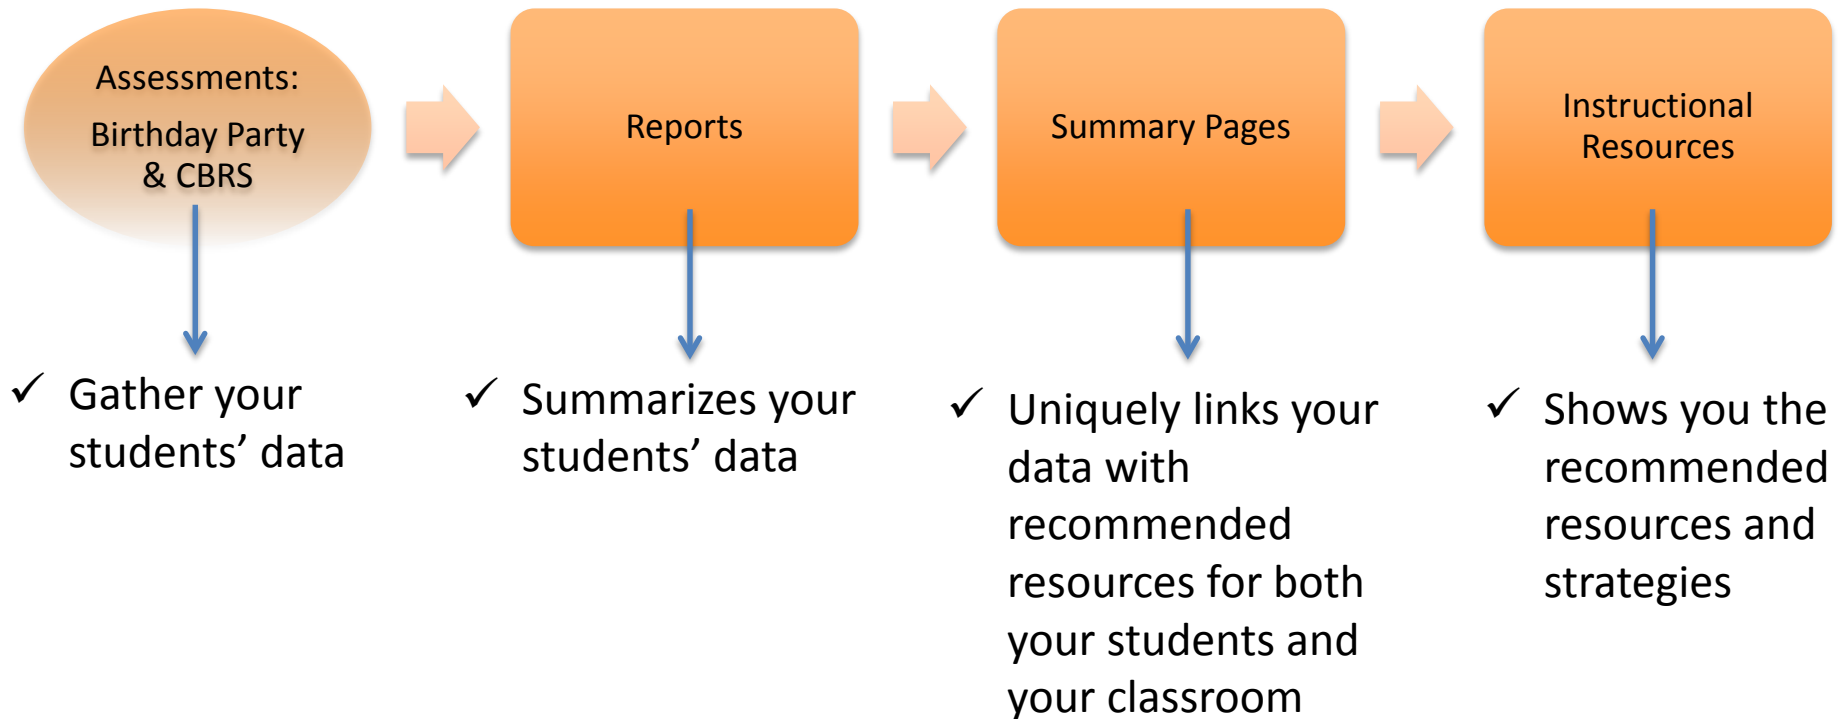 Assessments:
Birthday Party
& CBRS
Reports
Summary Pages
Instructional
Resources
✓ Gather your
students’ data
✓ Summarizes your
students’ data
✓ Uniquely links your
data with
recommended
resources for both
your students and
your classroom
✓ Shows you the
recommended
resources and
strategies